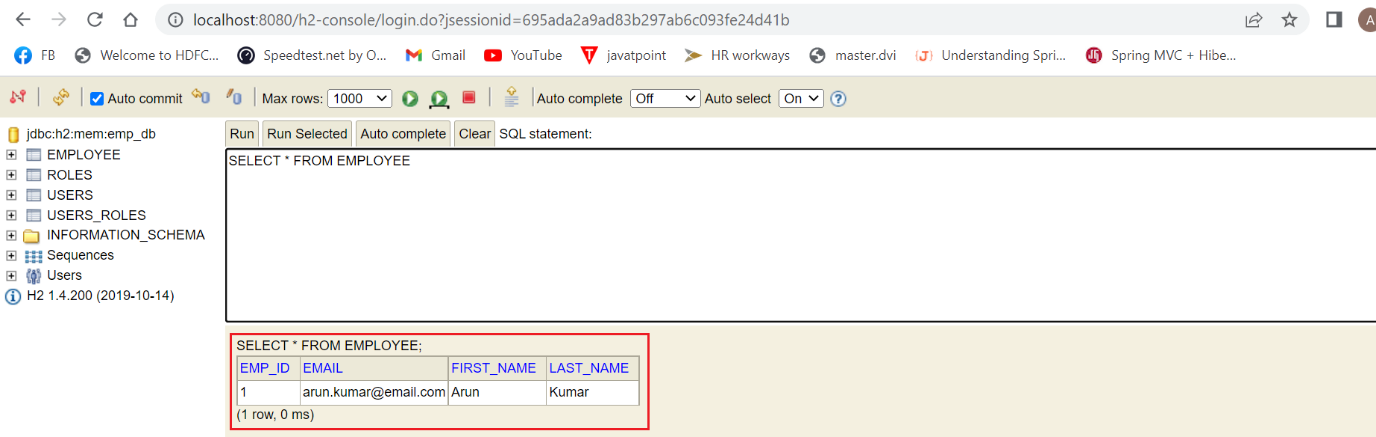 localhost:8080/h2-console/login.do?jsessionid=695ada2a9ad83b297ab6c093fe24d41b
A
FB Welcome to HDFC... Speedtest.net by O... Gmail YouTube javatpoint HR workways master.dvi Understanding Spri... Spring MVC + Hibe...
Auto commit Max rows: 1000 Auto complete Off Auto select On
jdbc:h2:mem:emp_db
EMPLOYEE
ROLES
USERS
USERS_ROLES
INFORMATION_SCHEMA
Sequences
Users
H2 1.4.200 (2019-10-14)
Run Run Selected Auto complete Clear SQL statement:
SELECT * FROM EMPLOYEE
SELECT * FROM EMPLOYEE;
EMP_ID EMAIL FIRST_NAME LAST_NAME
1 arun.kumar@email.com Arun Kumar
(1 row, 0 ms)